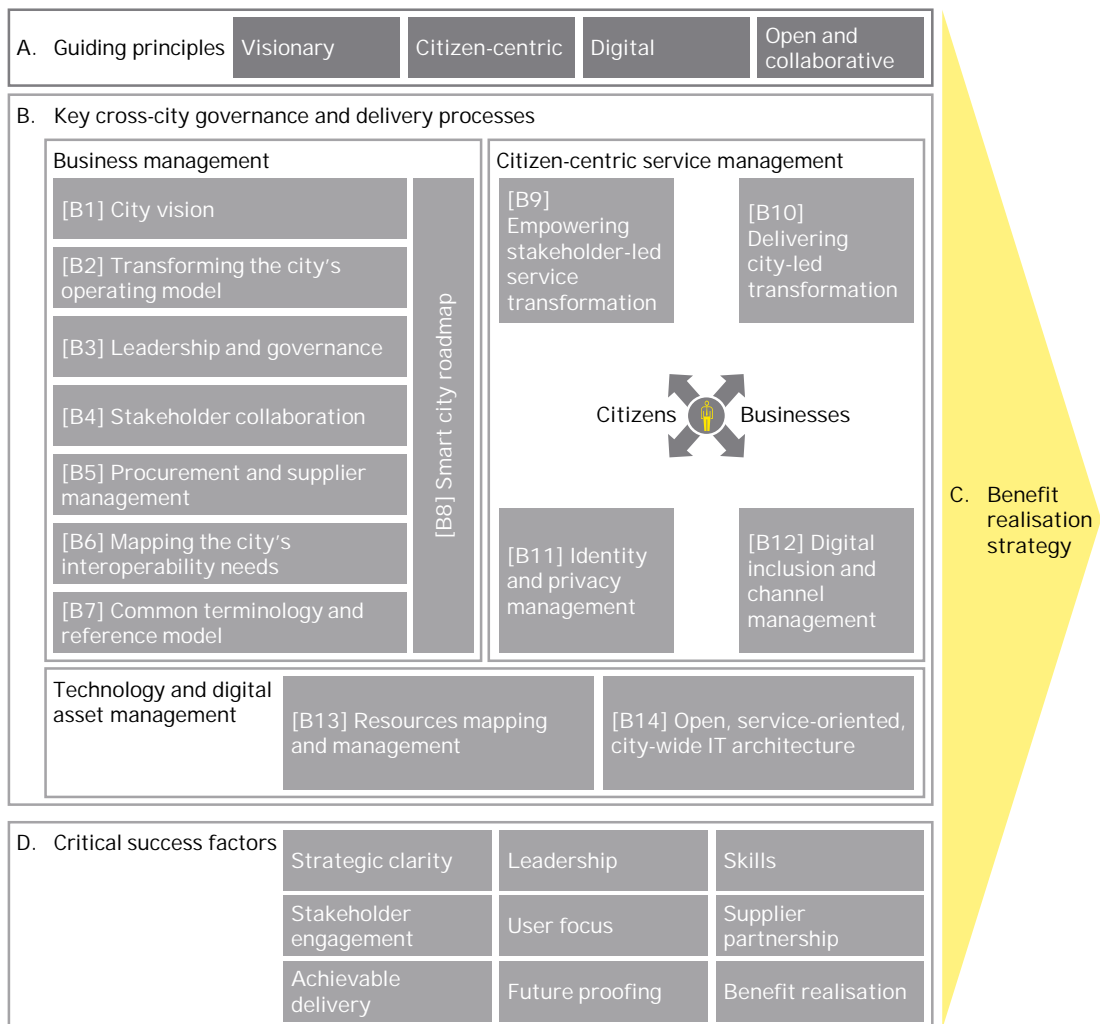 A. Guiding principles
Visionary
Citizen-centric
Digital
Open and
collaborative
B. Key cross-city governance and delivery processes
Business management
[B1] City vision
[B2] Transforming the city's
operating model
[B3] Leadership and governance
[B4] Stakeholder collaboration
[B5] Procurement and supplier
management
[B6] Mapping the city's
interoperability needs
[B7] Common terminology and
reference model
[B8] Smart city roadmap
Citizen-centric service management
[B9]
Empowering
stakeholder-led
service
transformation
[B10]
Delivering
city-led
transformation
Citizens
Businesses
[B11] Identity
and privacy
management
[B12] Digital
inclusion and
channel
management
Technology and digital
asset management
[B13] Resources mapping
and management
[B14] Open, service-oriented,
city-wide IT architecture
C. Benefit
realisation
strategy
D. Critical success factors
Strategic clarity
Leadership
Skills
Stakeholder
engagement
User focus
Supplier
partnership
Achievable
delivery
Future proofing
Benefit realisation